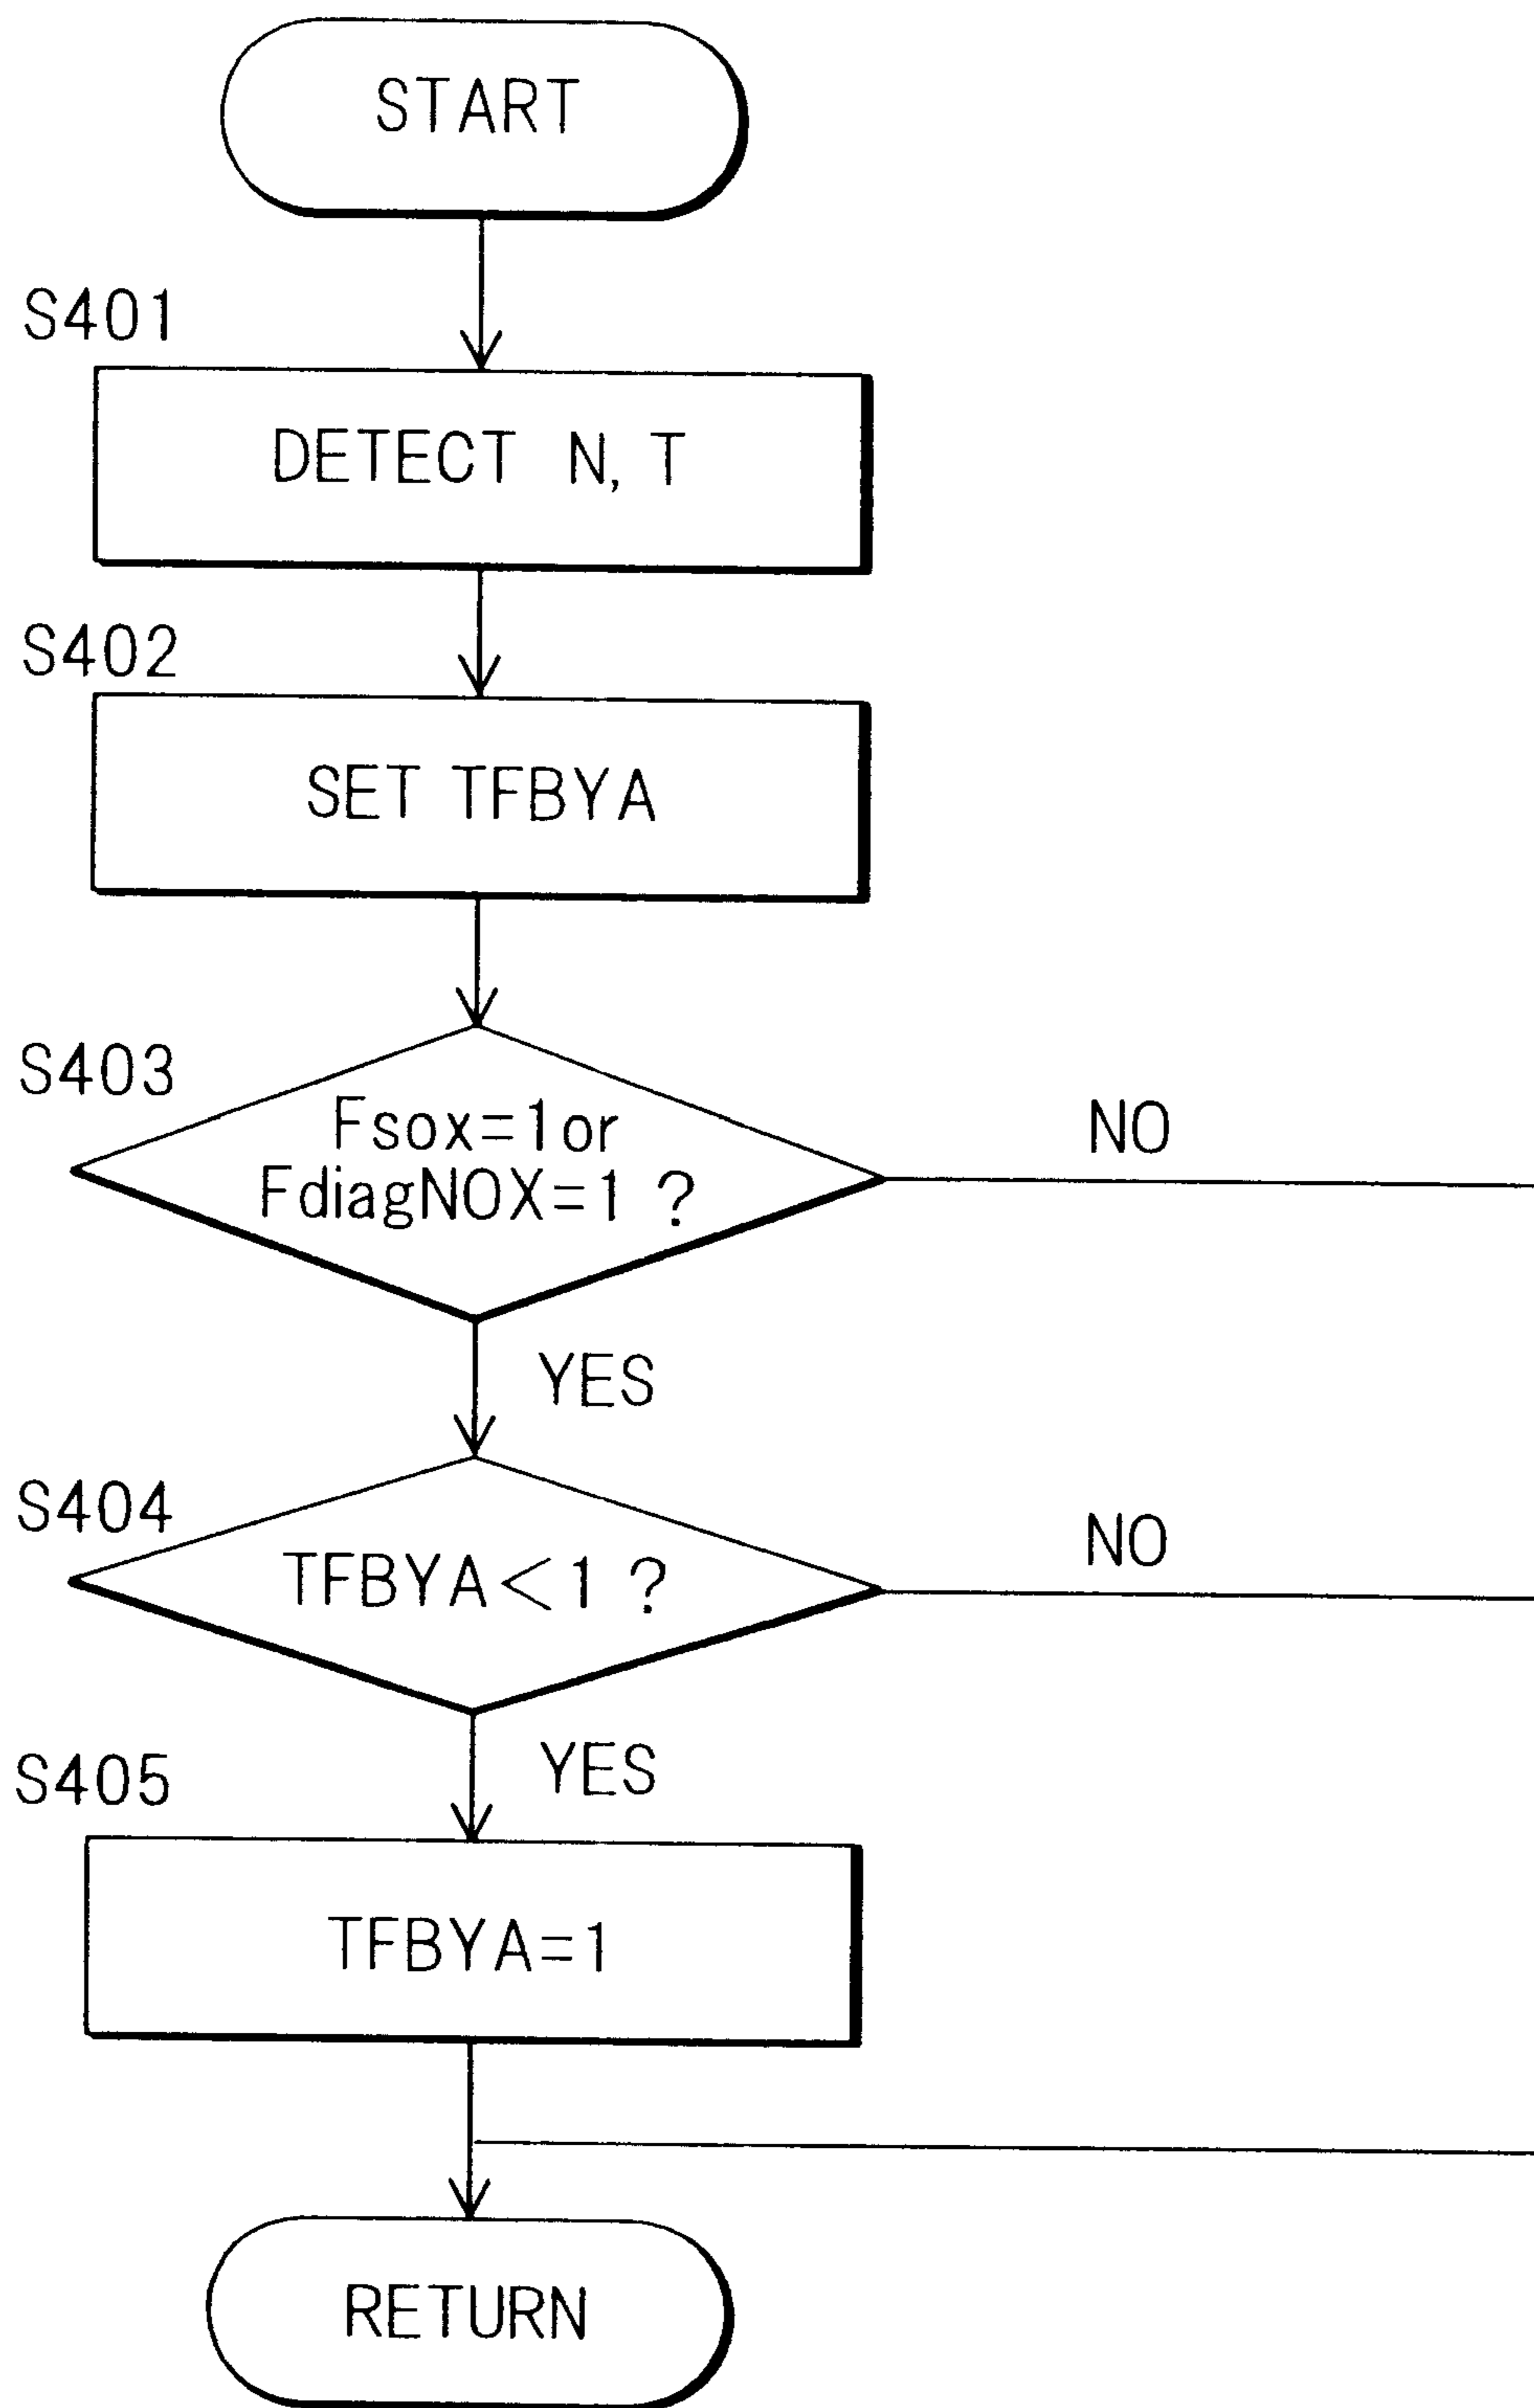 START
S401
DETECT N, T
S402
SET TFBYA
S403
Fsox=1or
FdiagNOX=1 ?
NO
YES
S404
TFBYA<1 ?
NO
YES
S405
TFBYA=1
RETURN